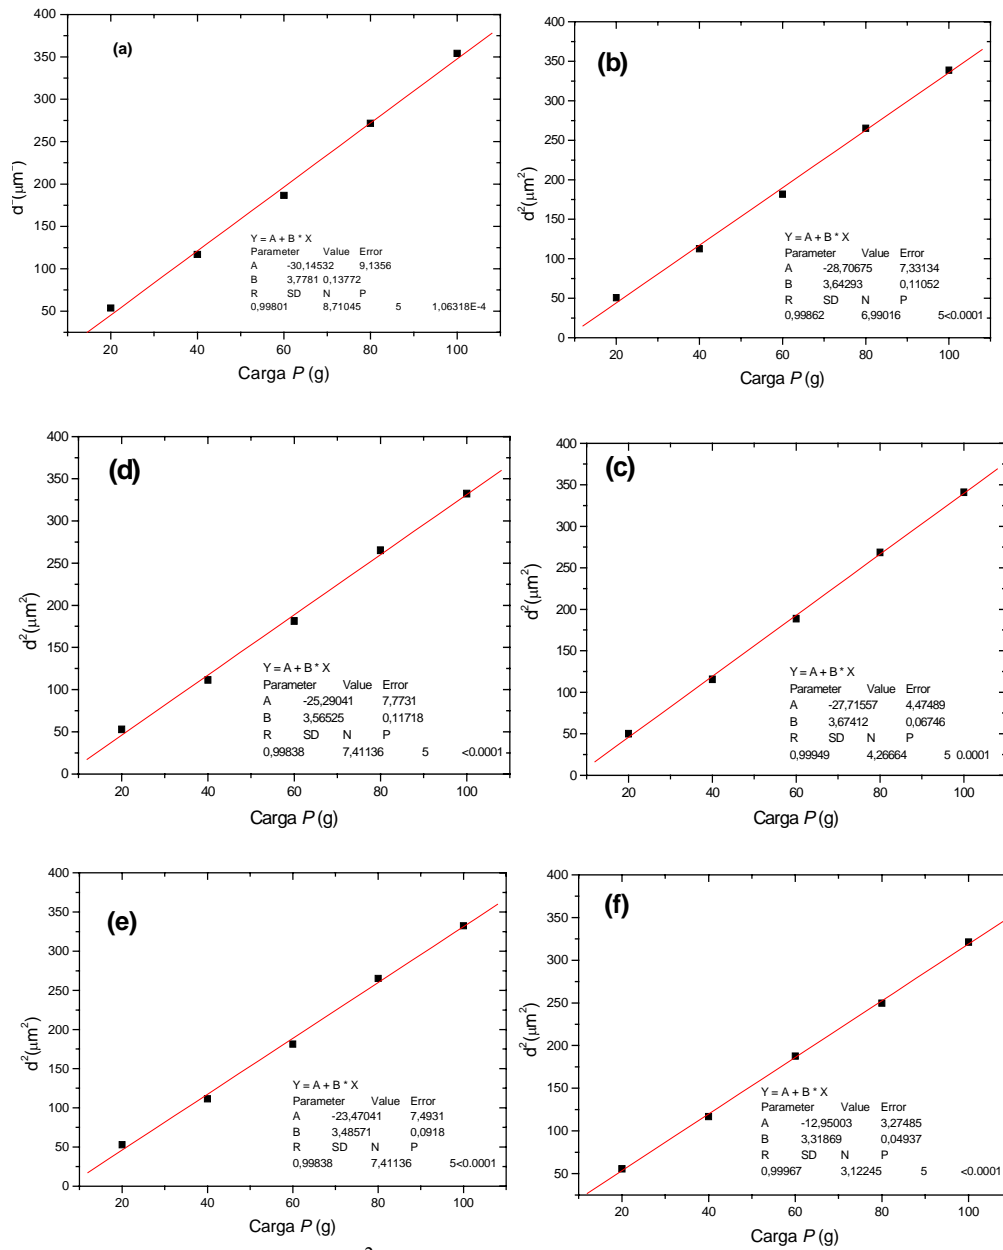 (a)
400
350
300
250
200
150
100
50
d⁻(μm⁻)
Y = A + B * X
Parameter Value Error
A -30,14532 9,1356
B 3,7781 0,13772
R SD N P
0,99801 8,71045 5 1,06318E-4
20 40 60 80 100
Carga P (g)
(b)
400
350
300
250
200
150
100
50
0
d²(μm²)
Y = A + B * X
Parameter Value Error
A -28,70675 7,33134
B 3,64293 0,11052
R SD N P
0,99862 6,99016 5<0.0001
20 40 60 80 100
Carga P (g)
(d)
400
350
300
250
200
150
100
50
0
d²(μm²)
Y = A + B * X
Parameter Value Error
A -25,29041 7,7731
B 3,56525 0,11718
R SD N P
0,99838 7,41136 5 <0.0001
20 40 60 80 100
Carga P (g)
(c)
400
350
300
250
200
150
100
50
0
d²(μm²)
Y = A + B * X
Parameter Value Error
A -27,71557 4,47489
B 3,67412 0,06746
R SD N P
0,99949 4,26664 5 0.0001
20 40 60 80 100
Carga P (g)
(e)
400
350
300
250
200
150
100
50
0
d²(μm²)
Y = A + B * X
Parameter Value Error
A -23,47041 7,4931
B 3,48571 0,0918
R SD N P
0,99838 7,41136 5<0.0001
20 40 60 80 100
Carga P (g)
(f)
400
350
300
250
200
150
100
50
d²(μm²)
Y = A + B * X
Parameter Value Error
A -12,95003 3,27485
B 3,31869 0,04937
R SD N P
0,99967 3,12245 5 <0.0001
20 40 60 80 100
Carga P (g)
2